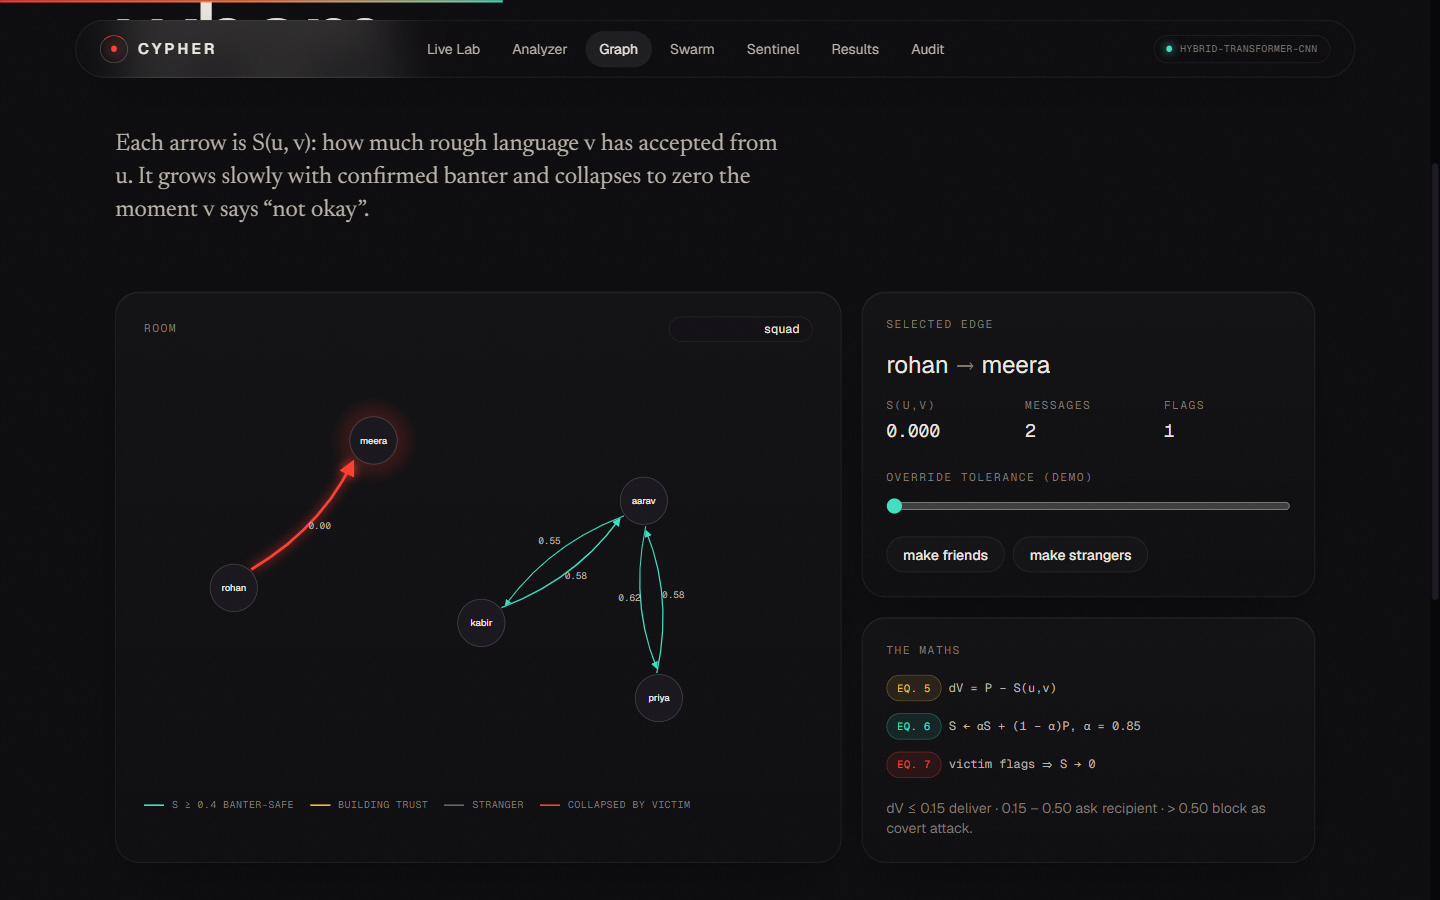 CYPHER
Live Lab
Analyzer
Graph
Swarm
Sentinel
Results
Audit
HYBRID-TRANSFORMER-CNN
Each arrow is S(u, v): how much rough language v has accepted from
u. It grows slowly with confirmed banter and collapses to zero the
moment v says “not okay”.
ROOM
squad
meera
0.00
rohan
aarav
0.55
0.58
kabir
0.62
0.58
priya
S ≥ 0.4 BANTER-SAFE
BUILDING TRUST
STRANGER
COLLAPSED BY VICTIM
SELECTED EDGE
rohan → meera
S(U,V)
MESSAGES
FLAGS
0.000
2
1
OVERRIDE TOLERANCE (DEMO)
make friends
make strangers
THE MATHS
EQ. 5 dV = P − S(u,v)
EQ. 6 S ← αS + (1 − α)P, α = 0.85
EQ. 7 victim flags ⇒ S → 0
dV ≤ 0.15 deliver · 0.15 – 0.50 ask recipient · > 0.50 block as
covert attack.